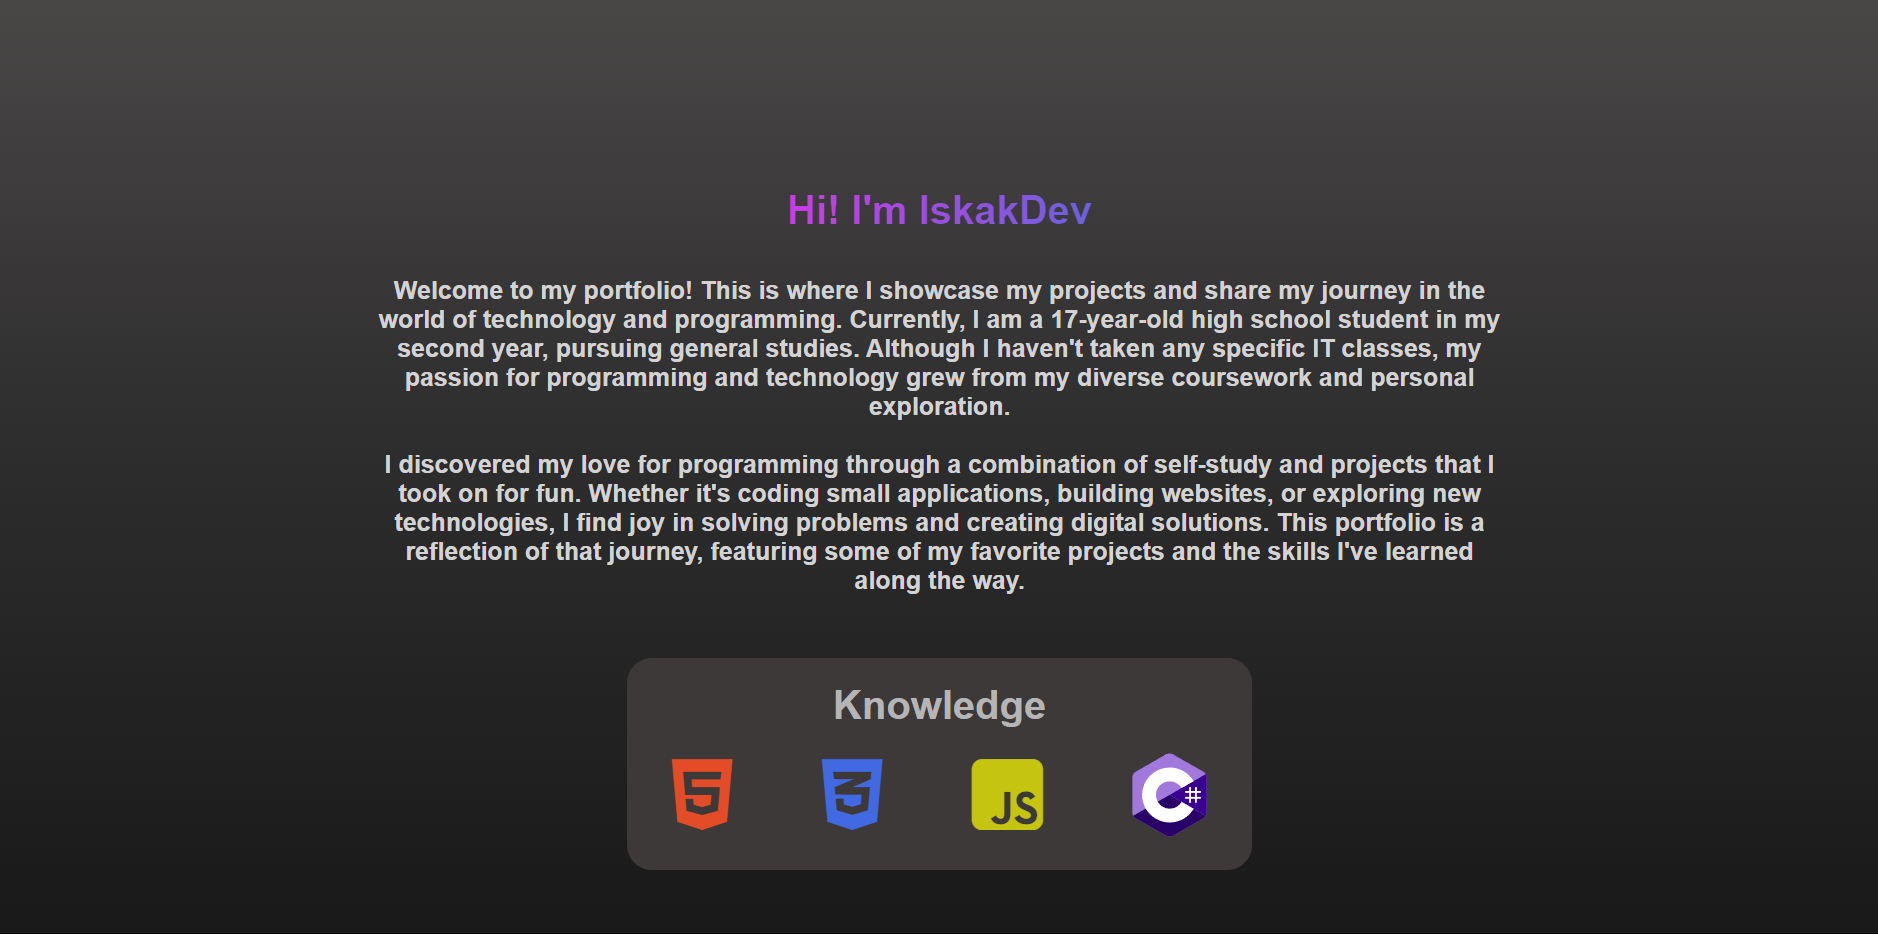 Hi! I'm IskakDev
Welcome to my portfolio! This is where I showcase my projects and share my journey in the
world of technology and programming. Currently, I am a 17-year-old high school student in my
second year, pursuing general studies. Although I haven't taken any specific IT classes, my
passion for programming and technology grew from my diverse coursework and personal
exploration.
I discovered my love for programming through a combination of self-study and projects that I
took on for fun. Whether it's coding small applications, building websites, or exploring new
technologies, I find joy in solving problems and creating digital solutions. This portfolio is a
reflection of that journey, featuring some of my favorite projects and the skills I've learned
along the way.
Knowledge
5 3 JS C#